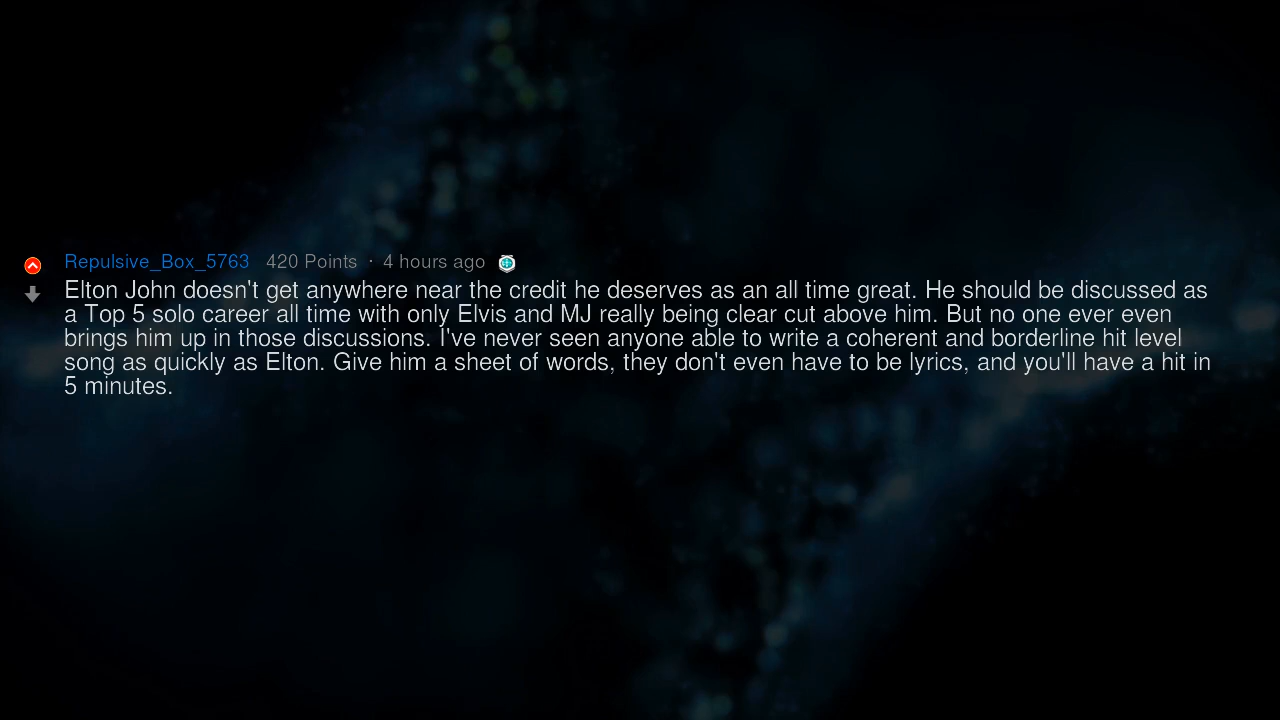 Repulsive_Box_5763 420 Points · 4 hours ago
Elton John doesn't get anywhere near the credit he deserves as an all time great. He should be discussed as
a Top 5 solo career all time with only Elvis and MJ really being clear cut above him. But no one ever even
brings him up in those discussions. I've never seen anyone able to write a coherent and borderline hit level
song as quickly as Elton. Give him a sheet of words, they don't even have to be lyrics, and you'll have a hit in
5 minutes.